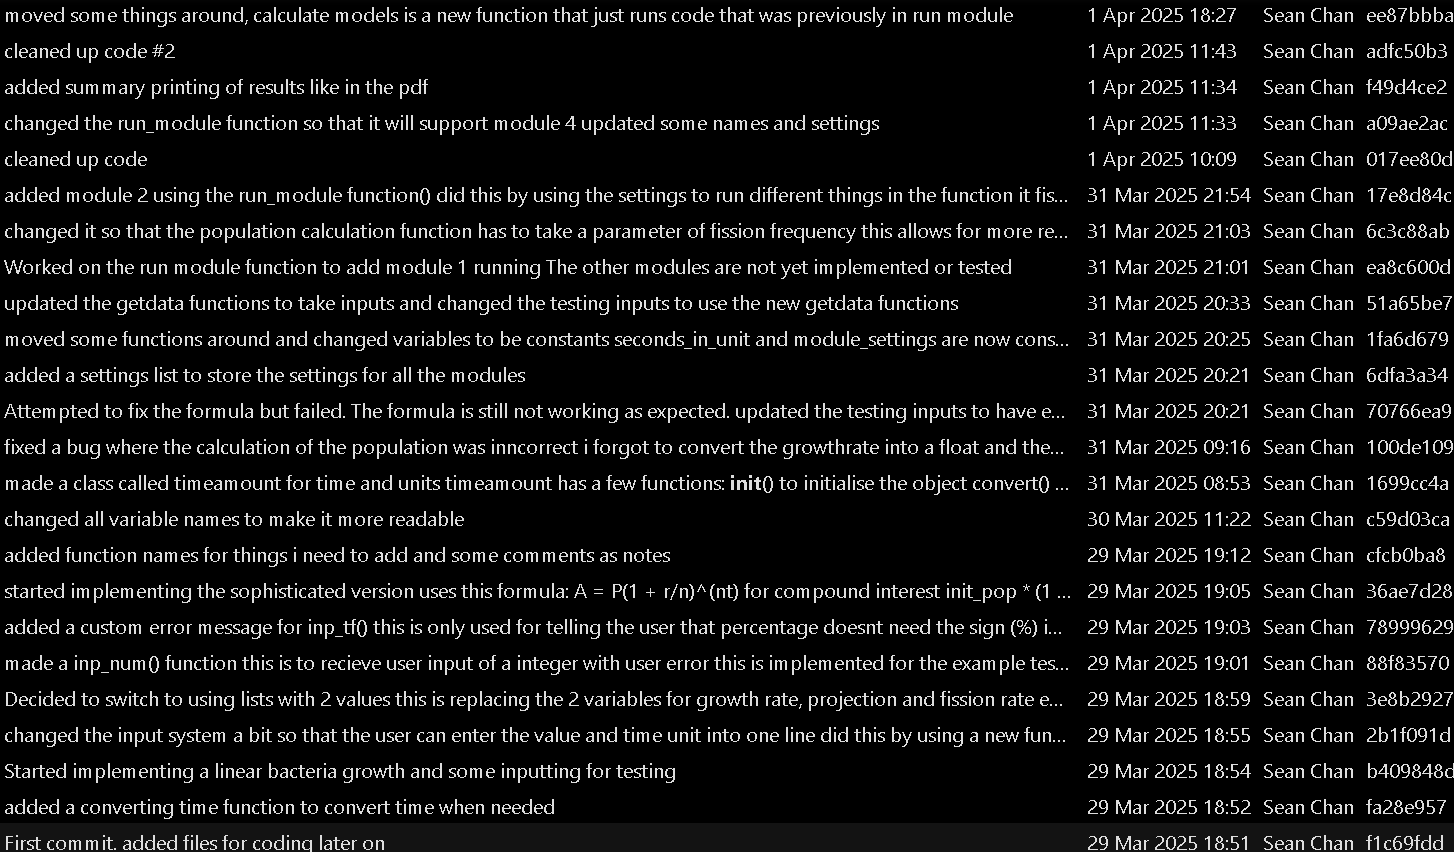 moved some things around, calculate models is a new function that just runs code that was previously in run module 1 Apr 2025 18:27 Sean Chan ee87bbba
cleaned up code #2 1 Apr 2025 11:43 Sean Chan adfc50b3
added summary printing of results like in the pdf 1 Apr 2025 11:34 Sean Chan f49d4ce2
changed the run_module function so that it will support module 4 updated some names and settings 1 Apr 2025 11:33 Sean Chan a09ae2ac
cleaned up code 1 Apr 2025 10:09 Sean Chan 017ee80d
added module 2 using the run_module function() did this by using the settings to run different things in the function it fis... 31 Mar 2025 21:54 Sean Chan 17e8d84c
changed it so that the population calculation function has to take a parameter of fission frequency this allows for more re... 31 Mar 2025 21:03 Sean Chan 6c3c88ab
Worked on the run module function to add module 1 running The other modules are not yet implemented or tested 31 Mar 2025 21:01 Sean Chan ea8c600d
updated the getdata functions to take inputs and changed the testing inputs to use the new getdata functions 31 Mar 2025 20:33 Sean Chan 51a65be7
moved some functions around and changed variables to be constants seconds_in_unit and module_settings are now cons... 31 Mar 2025 20:25 Sean Chan 1fa6d679
added a settings list to store the settings for all the modules 31 Mar 2025 20:21 Sean Chan 6dfa3a34
Attempted to fix the formula but failed. The formula is still not working as expected. updated the testing inputs to have e... 31 Mar 2025 20:21 Sean Chan 70766ea9
fixed a bug where the calculation of the population was inncorrect i forgot to convert the growthrate into a float and the... 31 Mar 2025 09:16 Sean Chan 100de109
made a class called timeamount for time and units timeamount has a few functions: init() to initialise the object convert() ... 31 Mar 2025 08:53 Sean Chan 1699cc4a
changed all variable names to make it more readable 30 Mar 2025 11:22 Sean Chan c59d03ca
added function names for things i need to add and some comments as notes 29 Mar 2025 19:12 Sean Chan cfcb0ba8
started implementing the sophisticated version uses this formula: A = P(1 + r/n)^(nt) for compound interest init_pop * (1 ... 29 Mar 2025 19:05 Sean Chan 36ae7d28
added a custom error message for inp_tf() this is only used for telling the user that percentage doesnt need the sign (%) i... 29 Mar 2025 19:03 Sean Chan 78999629
made a inp_num() function this is to recieve user input of a integer with user error this is implemented for the example tes... 29 Mar 2025 19:01 Sean Chan 88f83570
Decided to switch to using lists with 2 values this is replacing the 2 variables for growth rate, projection and fission rate e... 29 Mar 2025 18:59 Sean Chan 3e8b2927
changed the input system a bit so that the user can enter the value and time unit into one line did this by using a new fun... 29 Mar 2025 18:55 Sean Chan 2b1f091d
Started implementing a linear bacteria growth and some inputting for testing 29 Mar 2025 18:54 Sean Chan b409848d
added a converting time function to convert time when needed 29 Mar 2025 18:52 Sean Chan fa28e957
First commit. added files for coding later on 29 Mar 2025 18:51 Sean Chan f1c69fdd